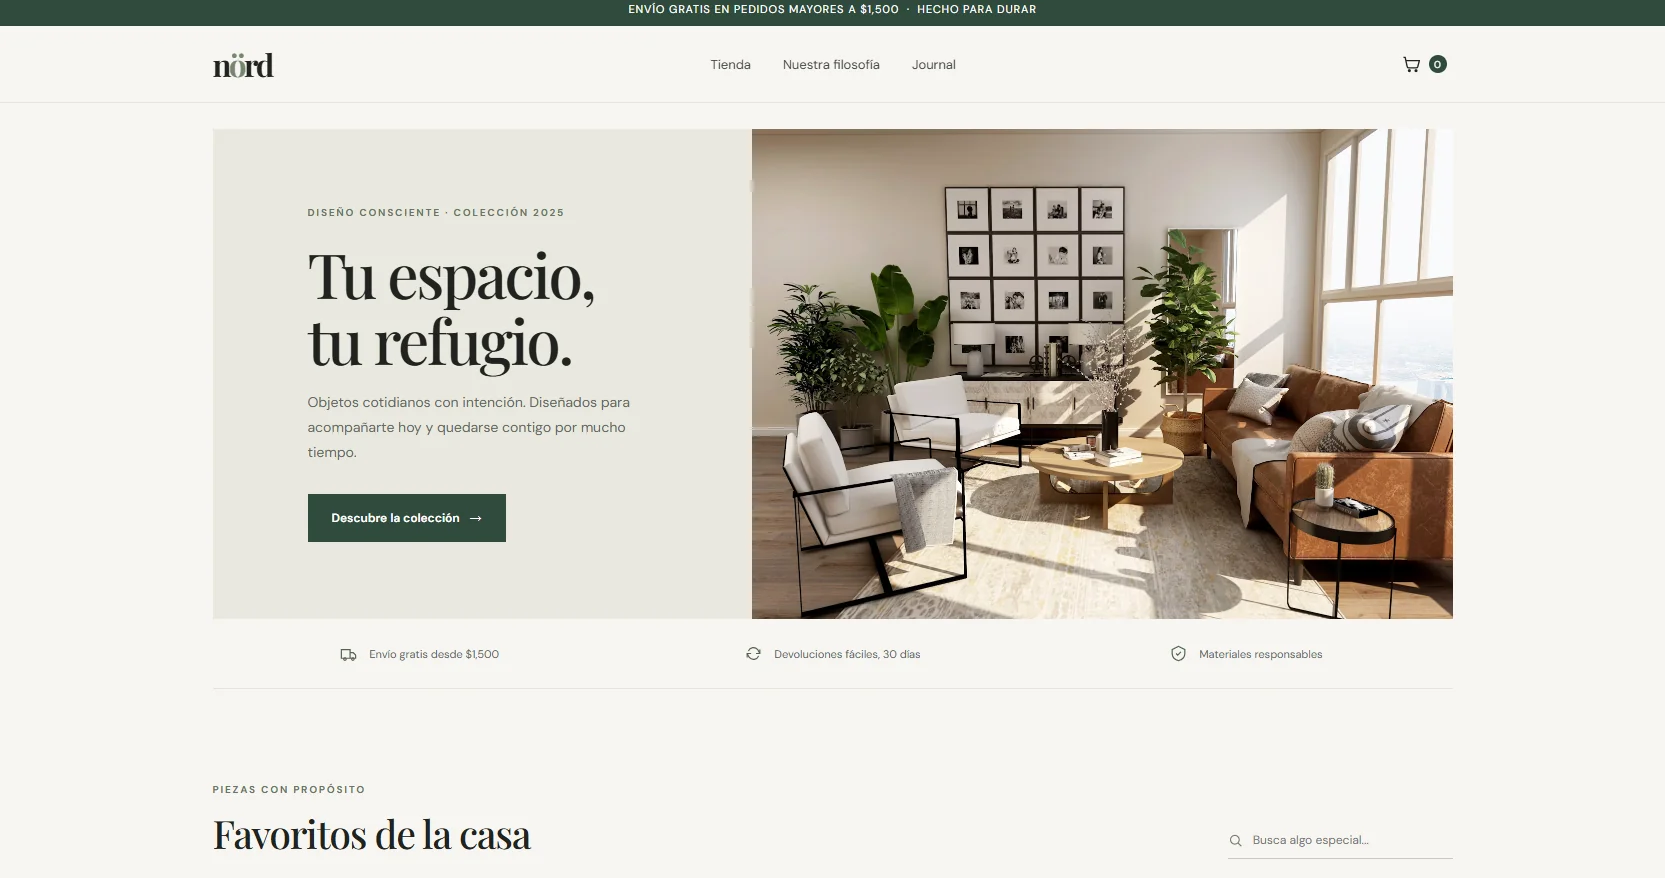 ENVÍO GRATIS EN PEDIDOS MAYORES A $1,500 · HECHO PARA DURAR
nörd
Tienda Nuestra filosofía Journal
0
DISEÑO CONSCIENTE · COLECCIÓN 2025
Tu espacio,
tu refugio.
Objetos cotidianos con intención. Diseñados para
acompañarte hoy y quedarse contigo por mucho
tiempo.
Descubre la colección →
Envío gratis desde $1,500
Devoluciones fáciles, 30 días
Materiales responsables
PIEZAS CON PROPÓSITO
Favoritos de la casa
Busca algo especial...